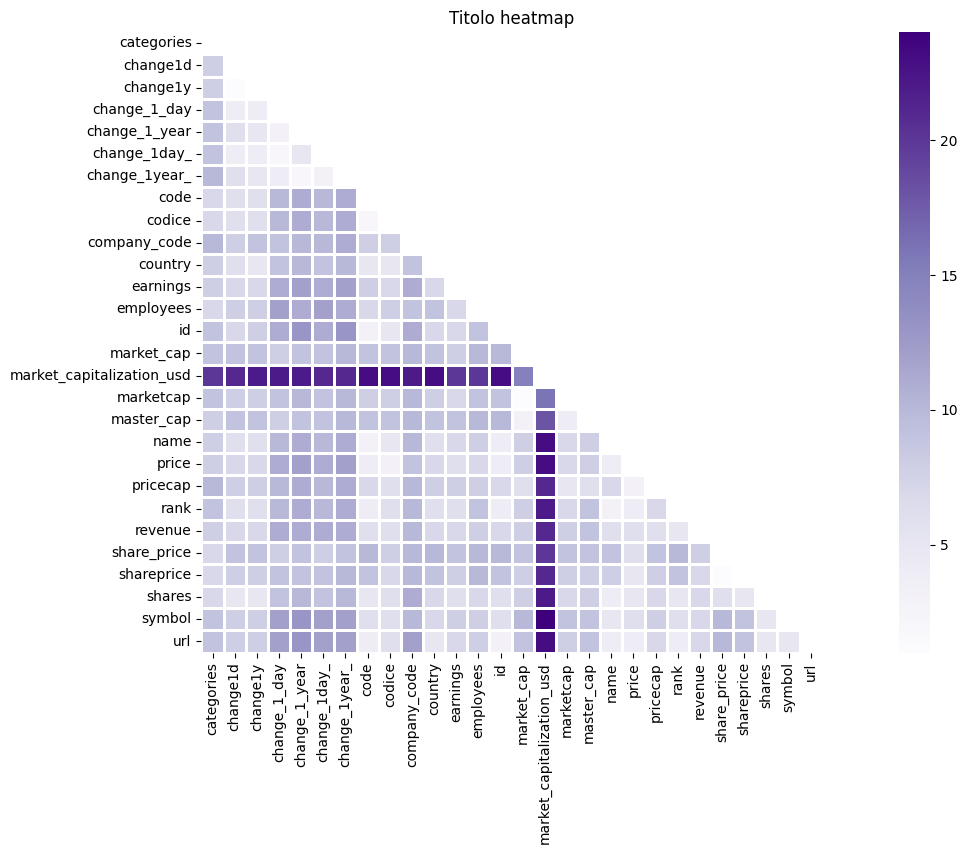 Titolo heatmap
categories
change1d
change1y
change_1_day
change_1_year
change_1day_
change_1year_
code
codice
company_code
country
earnings
employees
id
market_cap
market_capitalization_usd
marketcap
master_cap
name
price
pricecap
rank
revenue
share_price
shareprice
shares
symbol
url
categories
change1d
change1y
change_1_day
change_1_year
change_1day_
change_1year_
code
codice
company_code
country
earnings
employees
id
market_cap
market_capitalization_usd
marketcap
master_cap
name
price
pricecap
rank
revenue
share_price
shareprice
shares
symbol
url
20
15
10
5